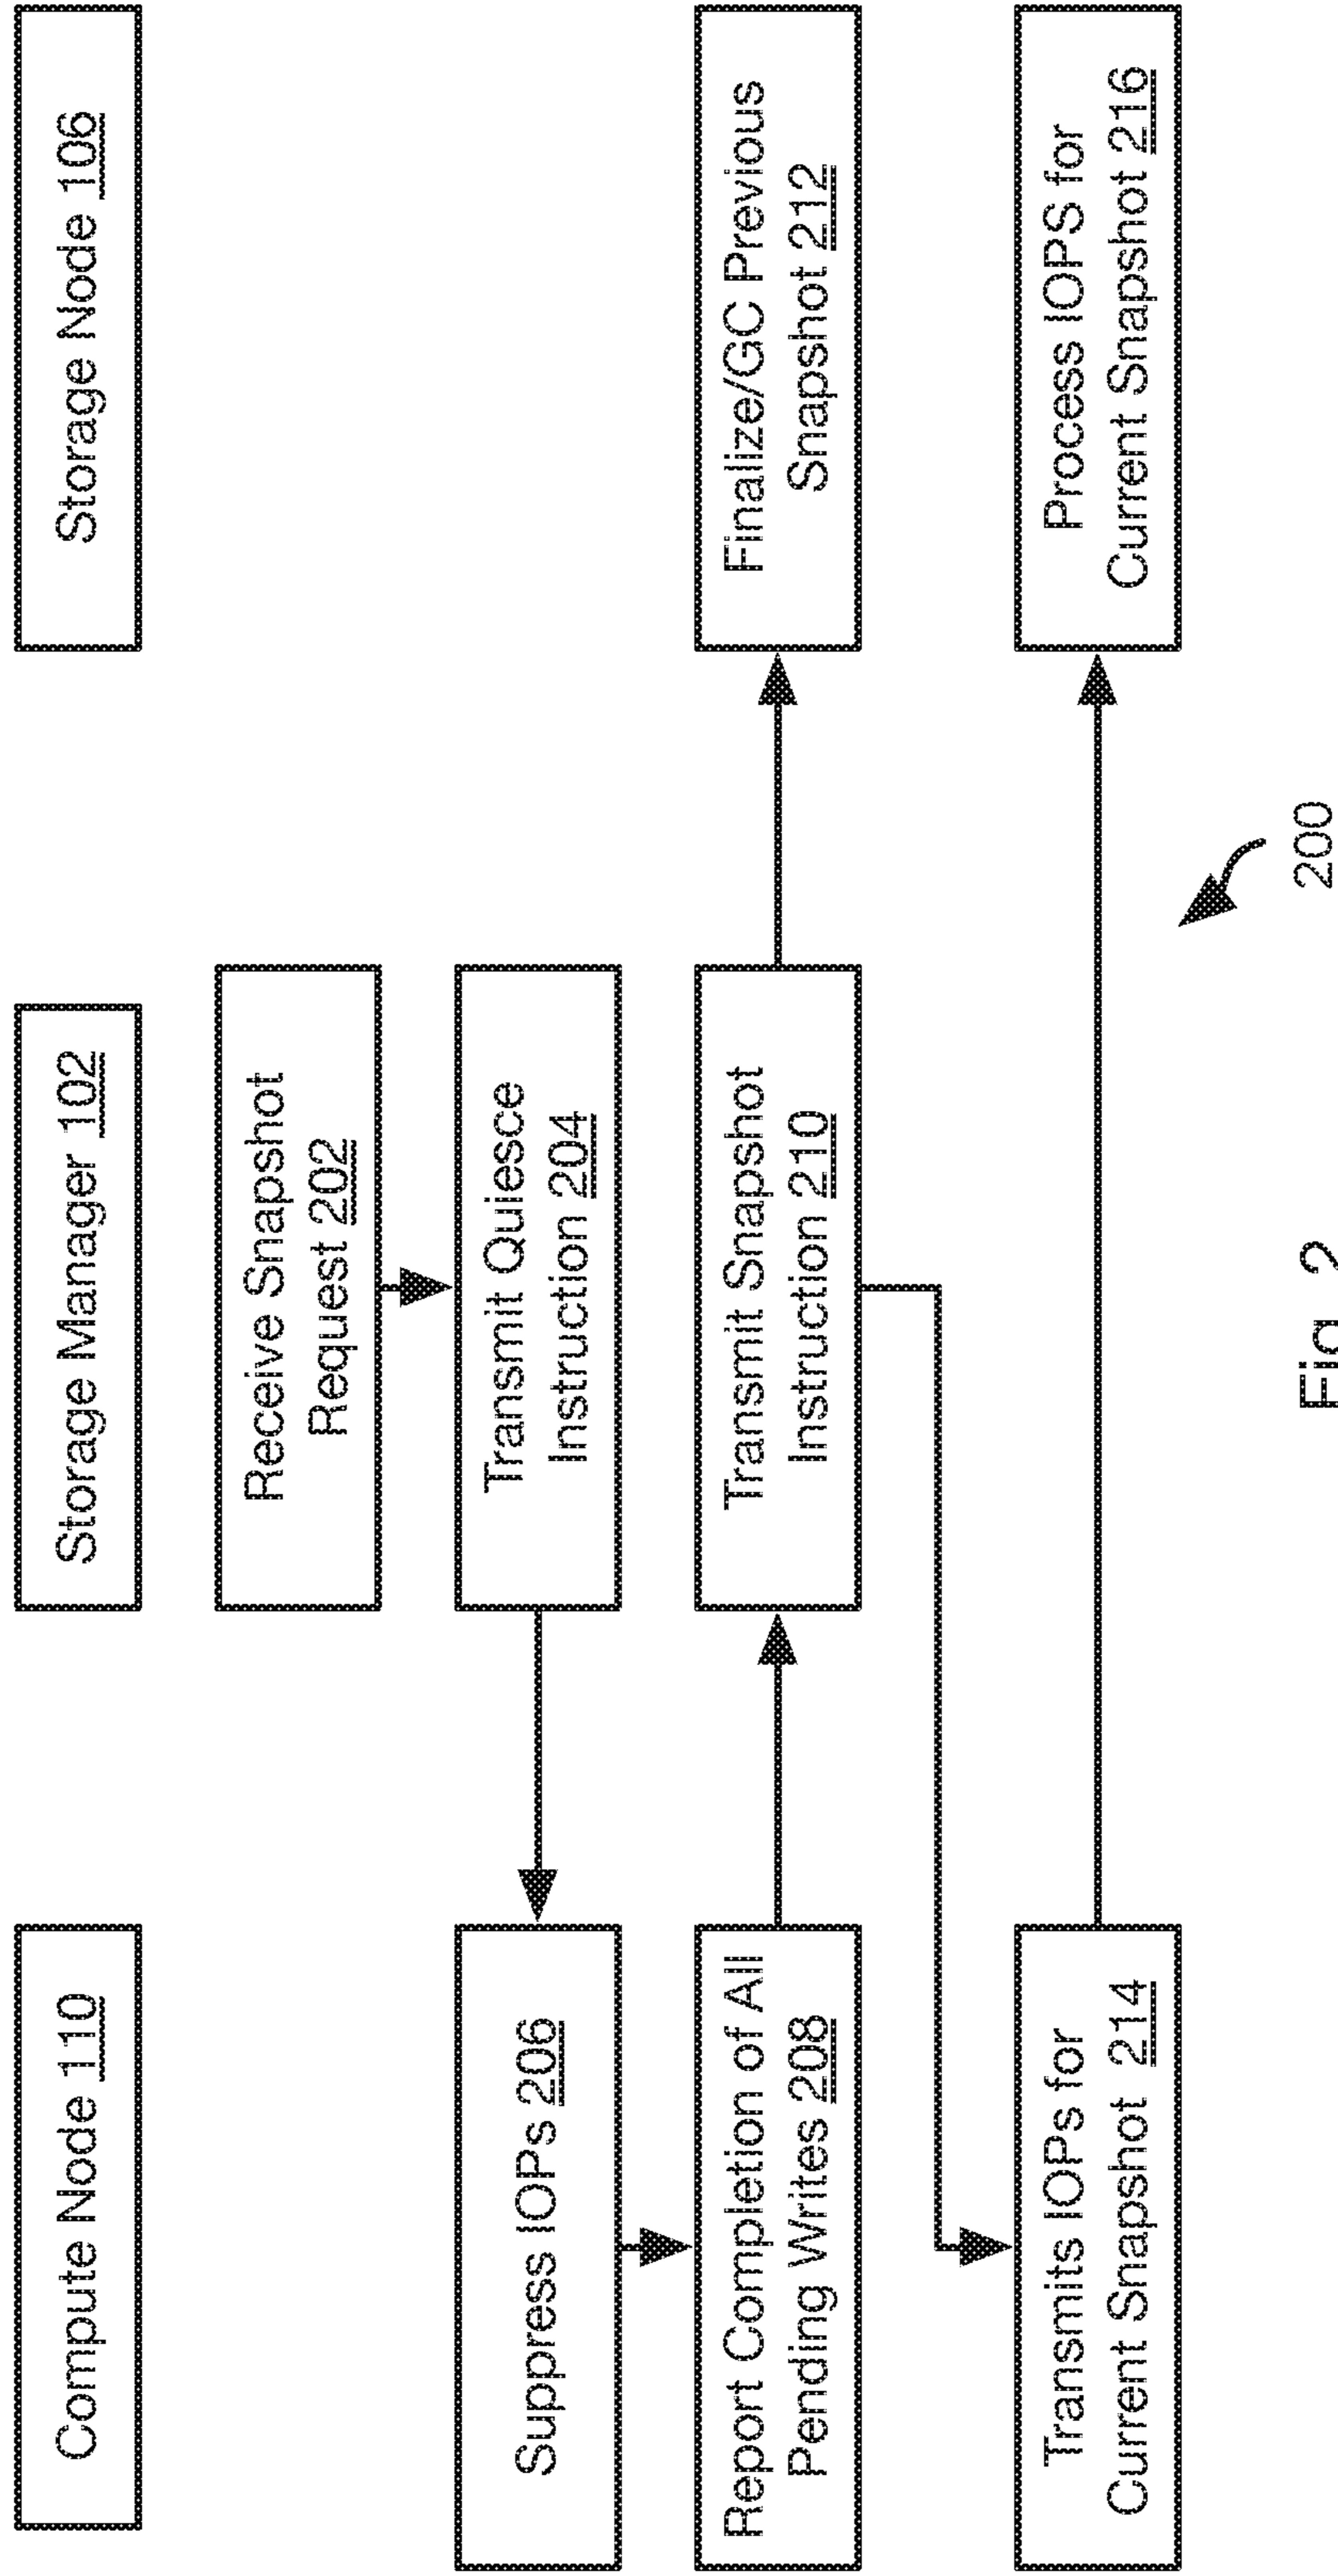 Compute Node 110
Storage Manager 102
Storage Node 106
Receive Snapshot
Request 202
Suppress IOPs 206
Transmit Quiesce
Instruction 204
Report Completion of All
Pending Writes 208
Transmit Snapshot
Instruction 210
Finalize/GC Previous
Snapshot 212
Transmits IOPs for
Current Snapshot 214
Process IOPS for
Current Snapshot 216
200
Fig. 2